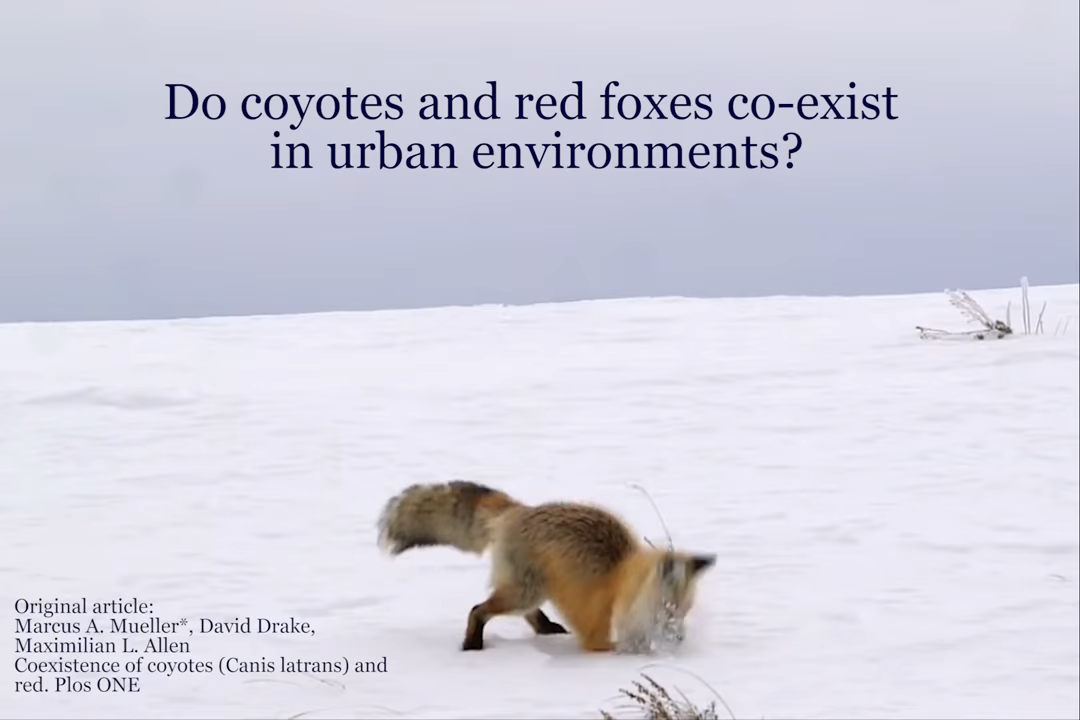 Do coyotes and red foxes co-exist
in urban environments?
Original article:
Marcus A. Mueller*, David Drake,
Maximilian L. Allen
Coexistence of coyotes (Canis latrans) and
red. Plos ONE